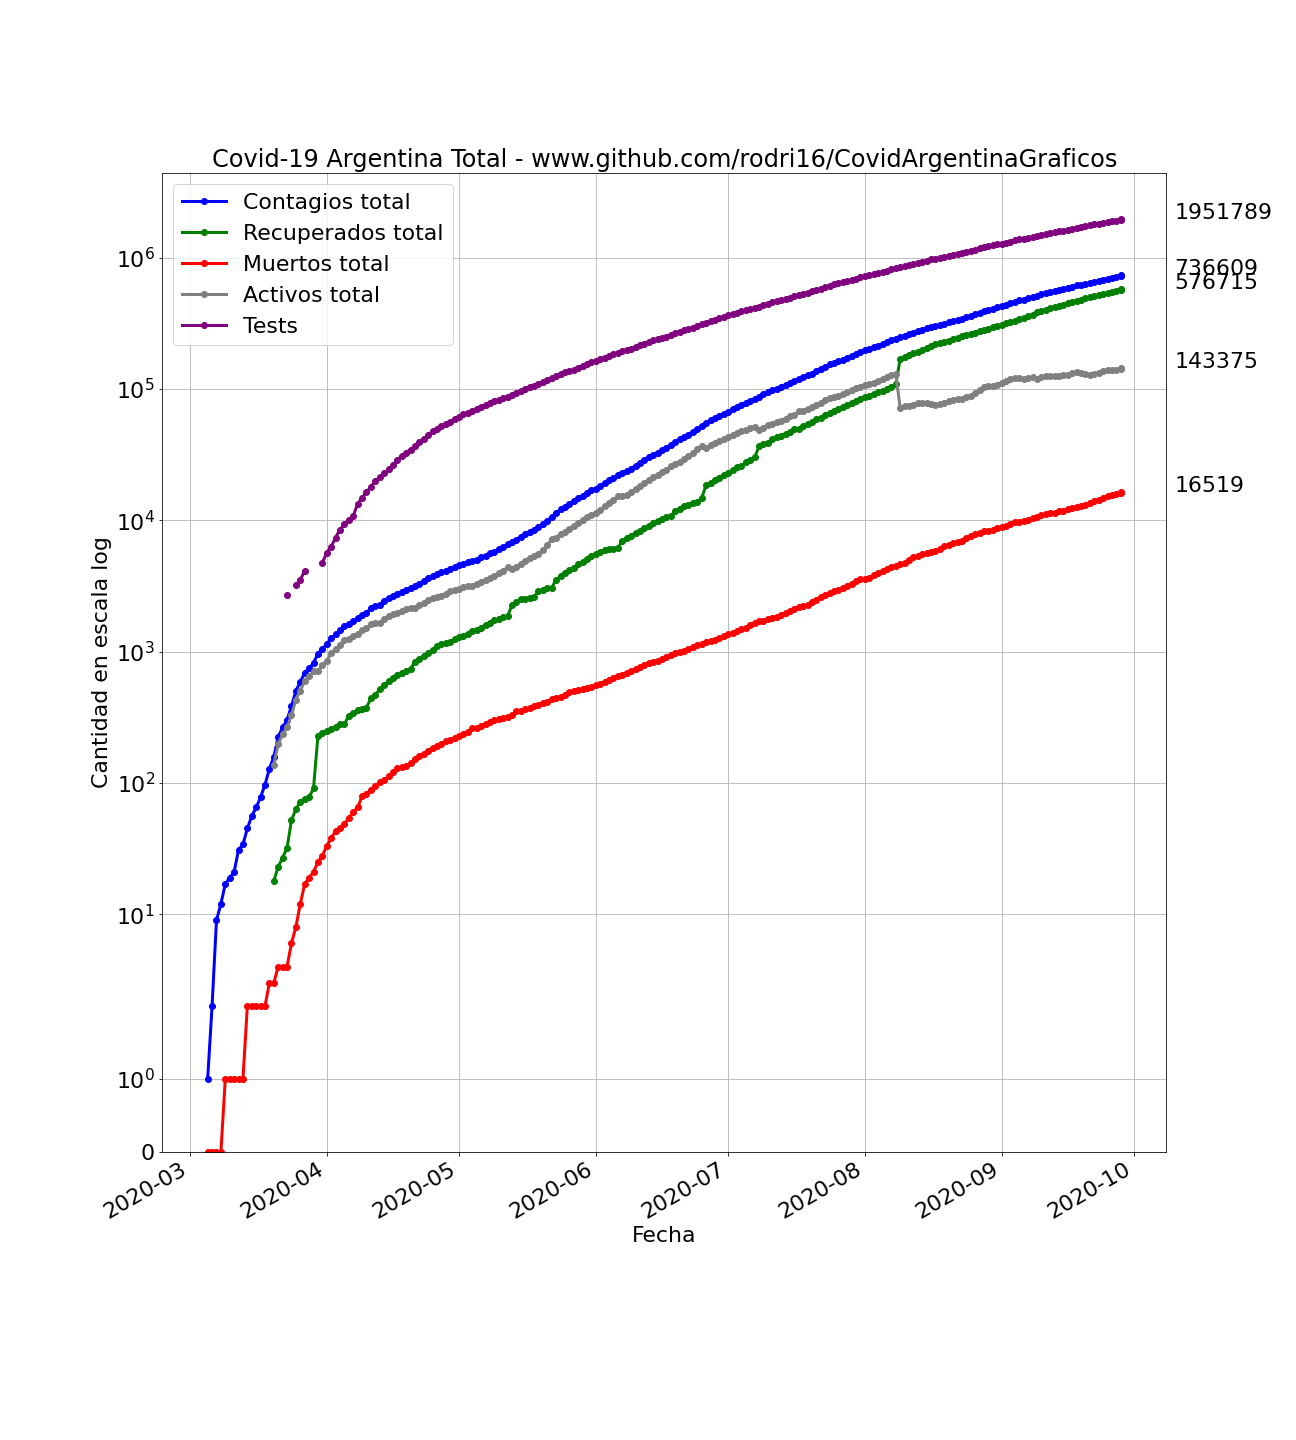 Covid-19 Argentina Total - www.github.com/rodri16/CovidArgentinaGraficos
Contagios total
Recuperados total
Muertos total
Activos total
Tests
1951789
736609
576715
143375
16519
10^6
10^5
10^4
10^3
10^2
10^1
10^0
0
Cantidad en escala log
2020-03
2020-04
2020-05
2020-06
2020-07
2020-08
2020-09
2020-10
Fecha